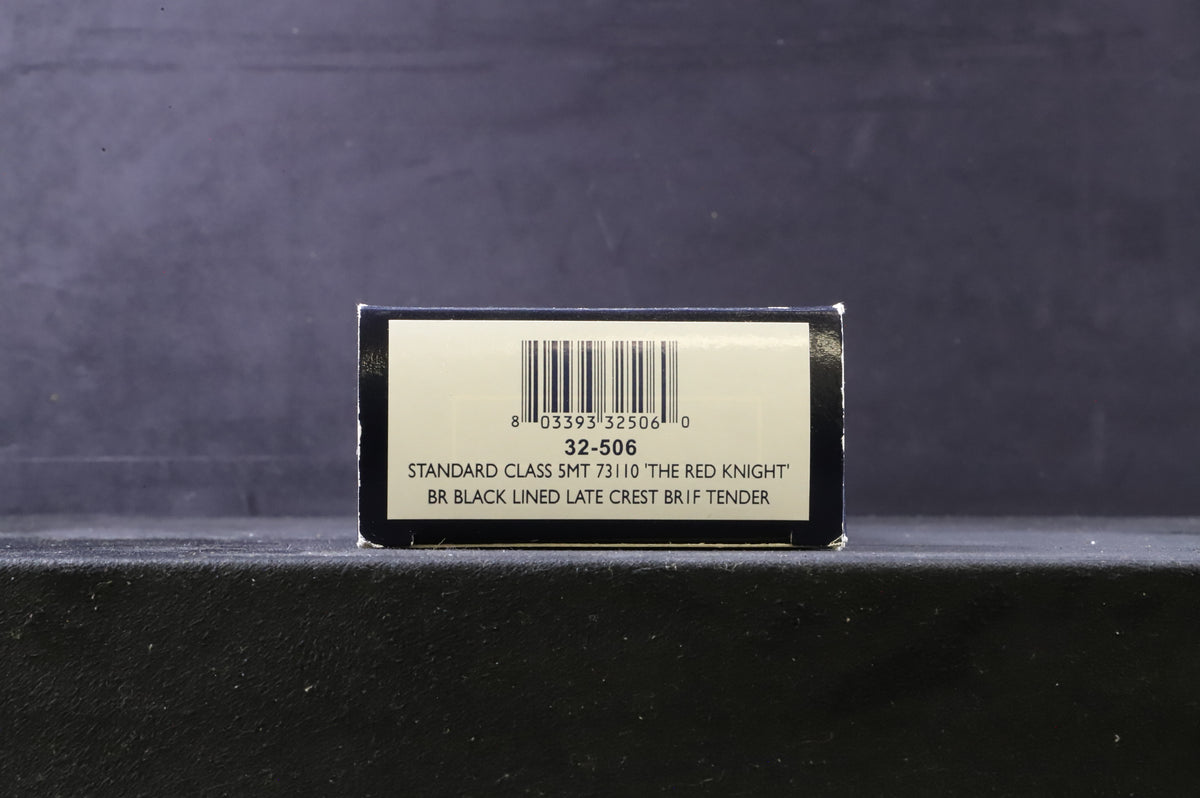 8 03393 32506 0
32-506
STANDARD CLASS 5MT 73110 'THE RED KNIGHT'
BR BLACK LINED LATE CREST BR1F TENDER